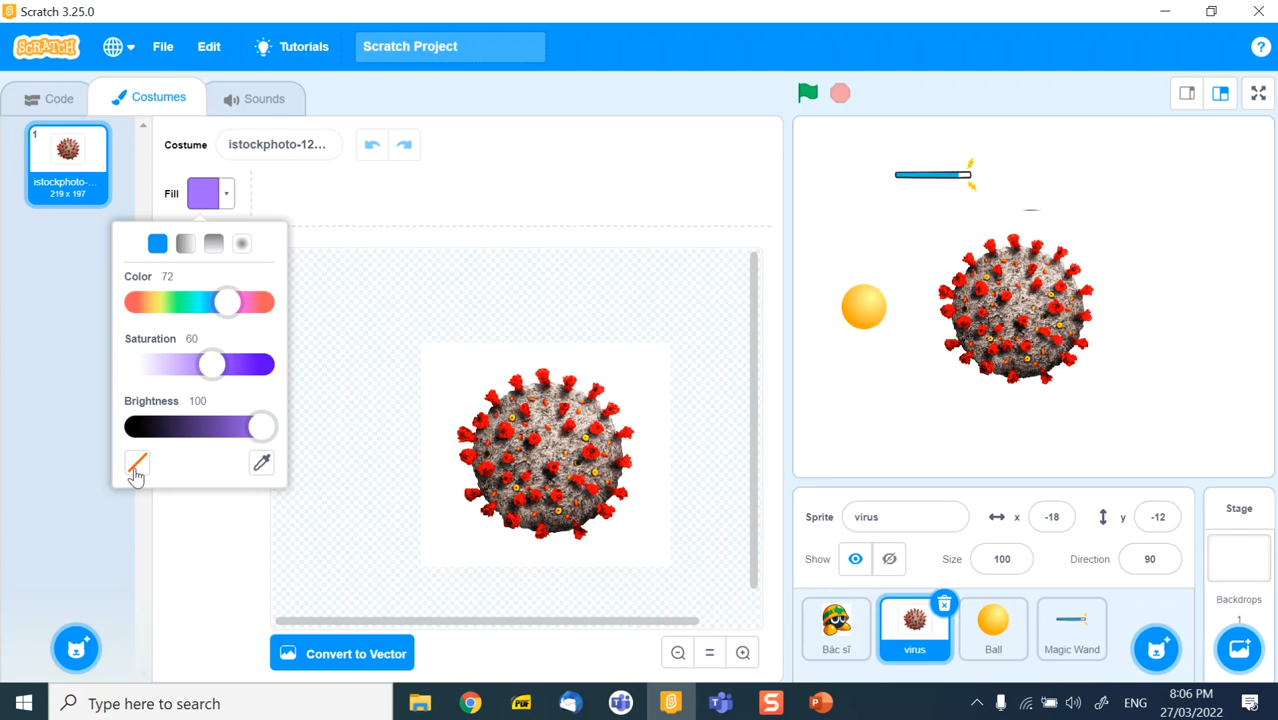 Scratch 3.25.0
SCRATCH File Edit Tutorials Scratch Project ?
Code Costumes Sounds
1
istockphoto-...
219 x 197
Costume istockphoto-12...
Fill
Color 72
Saturation 60
Brightness 100
Convert to Vector
Sprite virus x -18 y -12
Show Size 100 Direction 90
Bác sĩ virus Ball Magic Wand
Stage
Backdrops
1
Type here to search
PDF
ENG
8:06 PM
27/03/2022